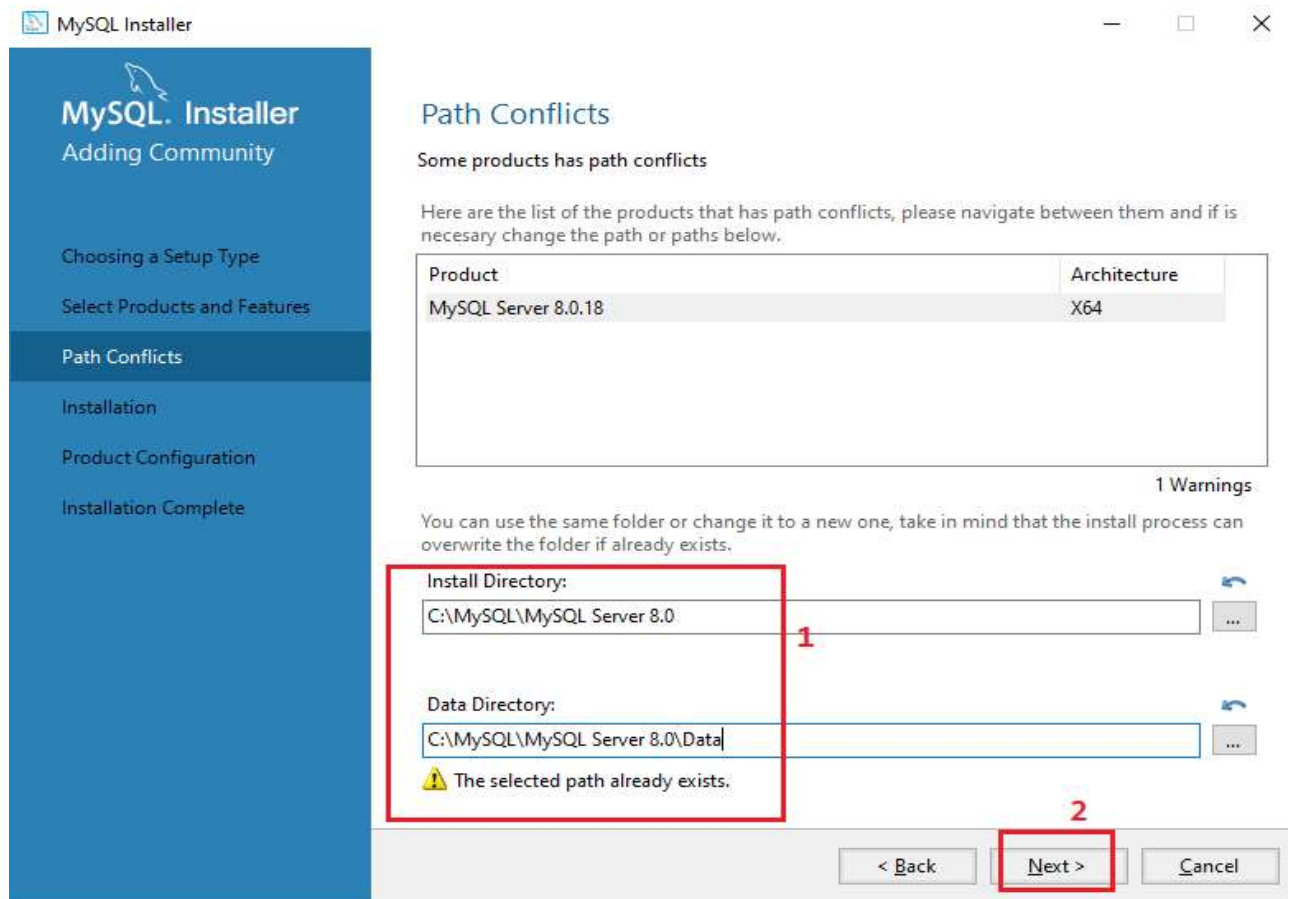 MySQL Installer
MySQL. Installer
Adding Community
Choosing a Setup Type
Select Products and Features
Path Conflicts
Installation
Product Configuration
Installation Complete
Path Conflicts
Some products has path conflicts
Here are the list of the products that has path conflicts, please navigate between them and if is
necesary change the path or paths below.
Product Architecture
MySQL Server 8.0.18 X64
1 Warnings
You can use the same folder or change it to a new one, take in mind that the install process can
overwrite the folder if already exists.
Install Directory:
C:\MySQL\MySQL Server 8.0 ...
1
Data Directory:
C:\MySQL\MySQL Server 8.0\Data ...
The selected path already exists.
2
< Back Next > Cancel